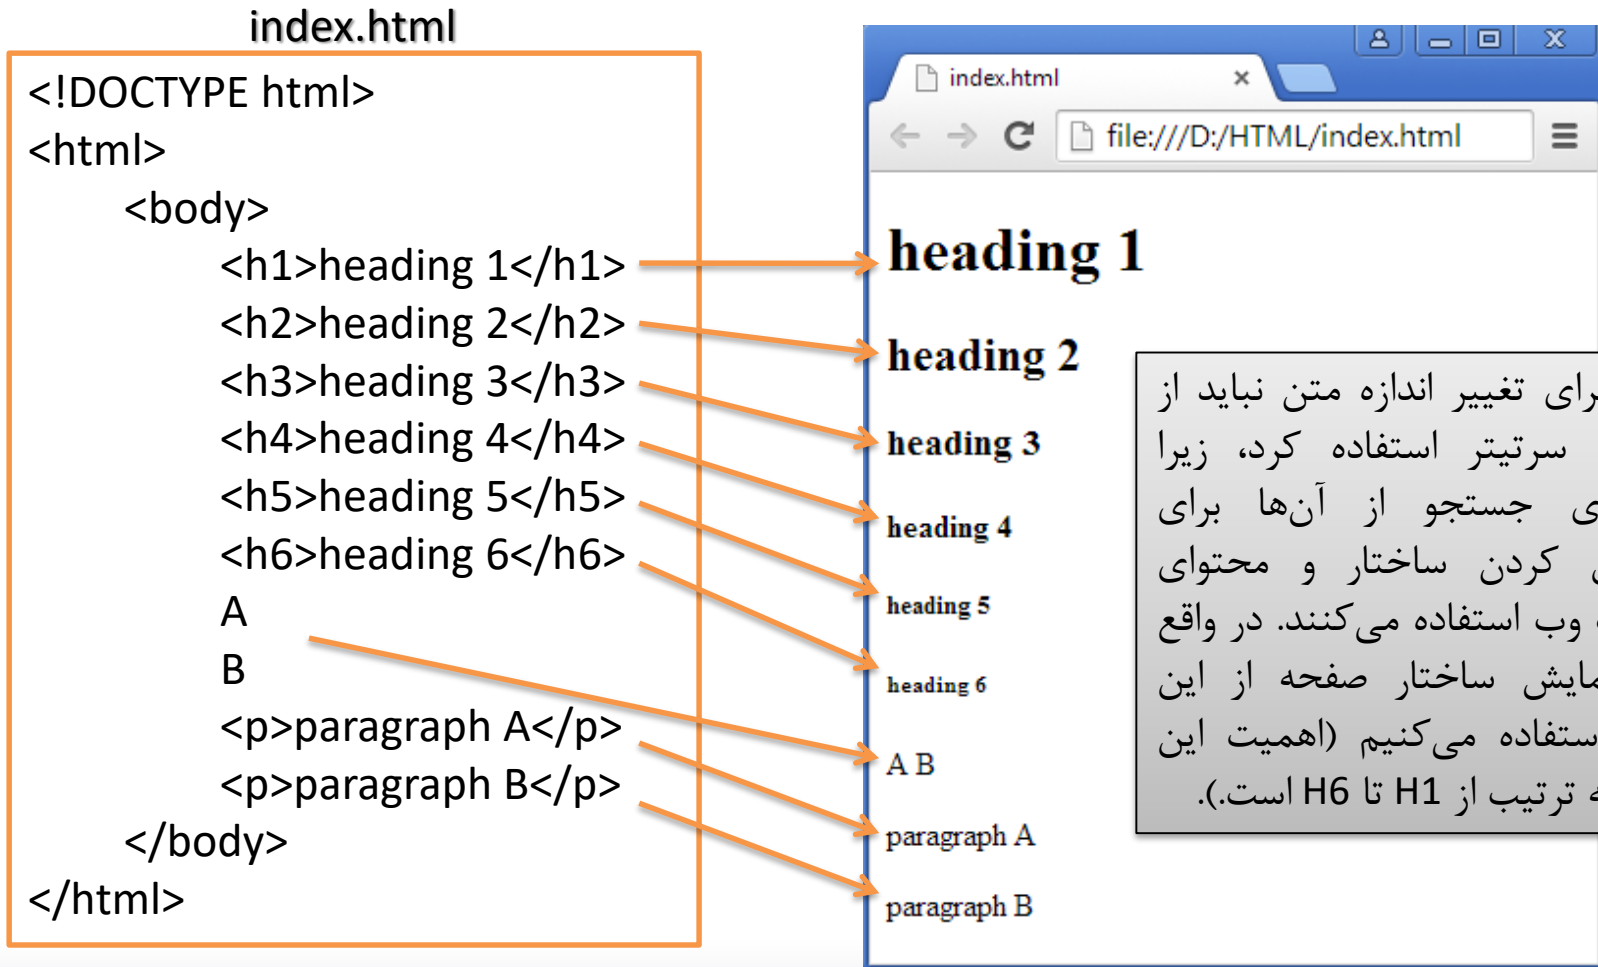 index.html
<!DOCTYPE html>
<html>
<body>
<h1>heading 1</h1>
<h2>heading 2</h2>
<h3>heading 3</h3>
<h4>heading 4</h4>
<h5>heading 5</h5>
<h6>heading 6</h6>
A
B
<p>paragraph A</p>
<p>paragraph B</p>
</body>
</html>
index.html
file:///D:/HTML/index.html
heading 1
heading 2
heading 3
heading 4
heading 5
heading 6
A B
paragraph A
paragraph B
تغییر اندازه متن نباید از
سرتیتر استفاده کرد، زیرا
جستجو از آن‌ها برای
کردن ساختار و محتوای
وب استفاده می‌کنند. در واقع
ساختار صفحه از این
می‌کنیم (اهمیت این
ترتیب از H1 تا H6 است.).